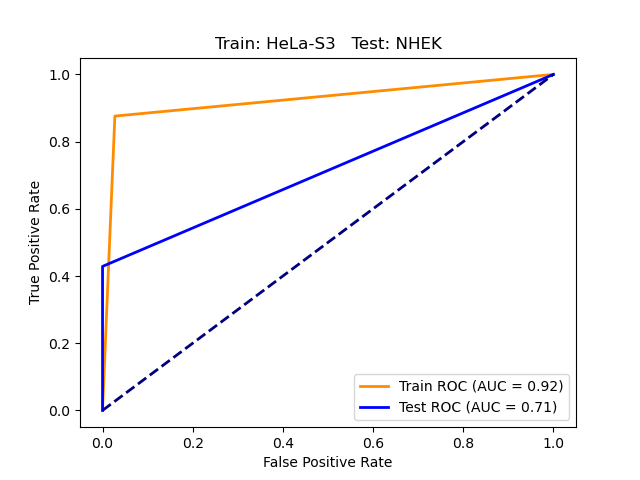 Train: HeLa-S3   Test: NHEK
True Positive Rate
1.0
0.8
0.6
0.4
0.2
0.0
Train ROC (AUC = 0.92)
Test ROC (AUC = 0.71)
0.0 0.2 0.4 0.6 0.8 1.0
False Positive Rate